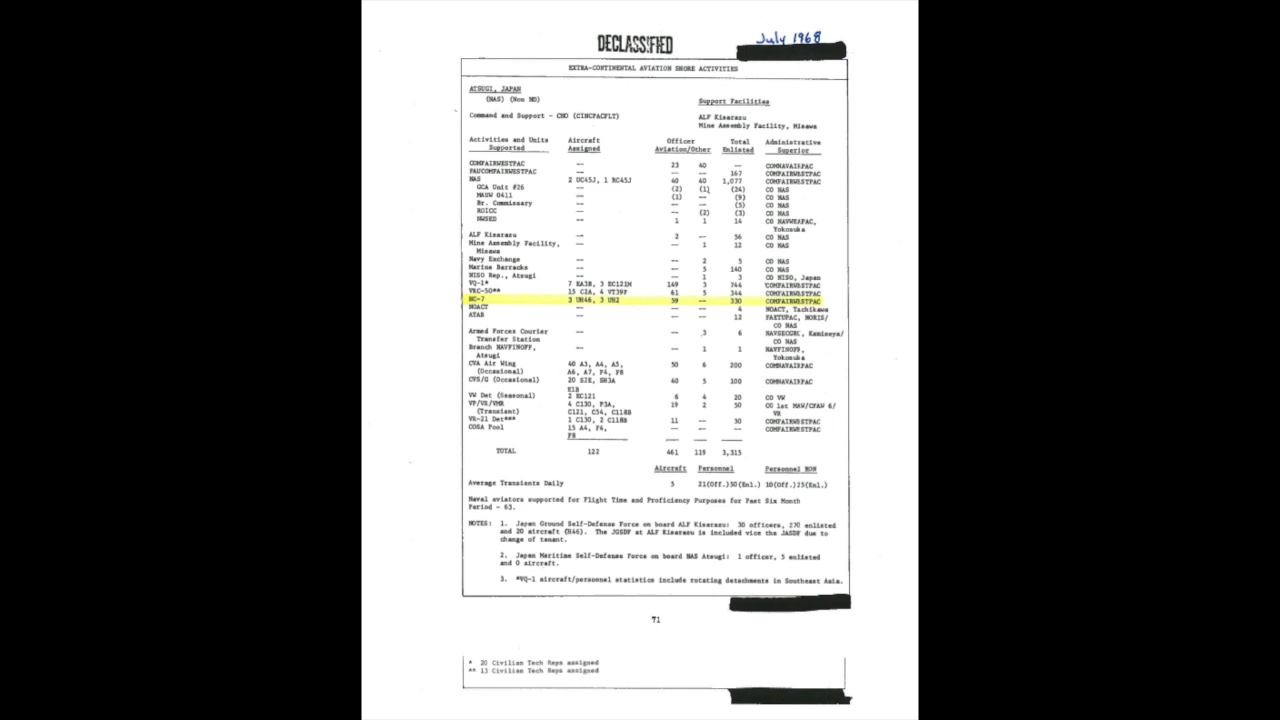 DECLASSIFIED
July 1968
EXTRA-CONTINENTAL AVIATION SHORE ACTIVITIES
ATSUGI, JAPAN
(NAS) (Non ND)
Support Facilities
Command and Support - CNO (CINCPACFLT) ALF Kisarazu
Mine Assembly Facility, Misawa
Activities and Units Aircraft Officer Total Administrative
Supported Assigned Aviation/Other Enlisted Superior
COMFAIRWESTPAC -- 23 40 -- COMNAVAIRPAC
FAUCOMFAIRWESTPAC -- -- -- 167 COMFAIRWESTPAC
NAS 2 UC45J, 1 RC45J 40 40 1,077 COMFAIRWESTPAC
GCA Unit #26 -- (2) (1) (24) CO NAS
MAUW 0411 -- (1) -- (9) CO NAS
Br. Commissary -- -- -- (5) CO NAS
ROICC -- -- (2) (3) CO NAS
NWSED -- 1 1 14 CO NAVWEAPAC,
Yokosuka
ALF Kisarazu -- 2 -- 56 CO NAS
Mine Assembly Facility, -- -- 1 12 CO NAS
Misawa
Navy Exchange -- -- 2 5 CO NAS
Marine Barracks -- -- 5 140 CO NAS
NISO Rep., Atsugi -- -- 1 3 CO NISO, Japan
VQ-1* 7 EA3B, 3 EC121M 149 3 744 COMFAIRWESTPAC
VRC-50** 15 C2A, 4 VT39F 61 5 344 COMFAIRWESTPAC
HC-7 3 UH46, 3 UH2 59 -- 330 COMFAIRWESTPAC
NOACT -- -- -- 4 NOACT, Tachikawa
ATAB -- -- -- 12 FAETUPAC, NORIS/
CO NAS
Armed Forces Courier -- -- 3 6 NAVSECGRU, Kamiseya/
Transfer Station CO NAS
Branch NAVFINOFF, -- -- 1 1 NAVFINOFF,
Atsugi Yokosuka
CVA Air Wing 40 A3, A4, A5, 50 6 200 COMNAVAIRPAC
(Occasional) A6, A7, F4, F8
CVS/G (Occasional) 20 S1E, SH3A 40 5 100 COMNAVAIRPAC
E1B
VW Det (Seasonal) 2 EC121 6 4 20 CO VW
VP/VR/VMR 4 C130, P3A, 19 2 50 CG 1st MAW/CFAW 6/
(Transient) C121, C54, C118B VR
VR-21 Det*** 1 C130, 2 C118B 11 -- 30 COMFAIRWESTPAC
COSA Pool 15 A4, F4, -- -- -- COMFAIRWESTPAC
F8
TOTAL 122 461 119 3,315
Aircraft Personnel Personnel RON
Average Transients Daily 5 21(Off.)50(Enl.) 10(Off.)25(Enl.)
Naval aviators supported for Flight Time and Proficiency Purposes for Past Six Month
Period - 63.
NOTES: 1. Japan Ground Self-Defense Force on board ALF Kisarazu: 30 officers, 270 enlisted
and 20 aircraft (H46). The JGSDF at ALF Kisarazu is included vice the JASDF due to
change of tenant.
2. Japan Maritime Self-Defense Force on board NAS Atsugi: 1 officer, 5 enlisted
and 0 aircraft.
3. *VQ-1 aircraft/personnel statistics include rotating detachments in Southeast Asia.
71
* 20 Civilian Tech Reps assigned
** 13 Civilian Tech Reps assigned